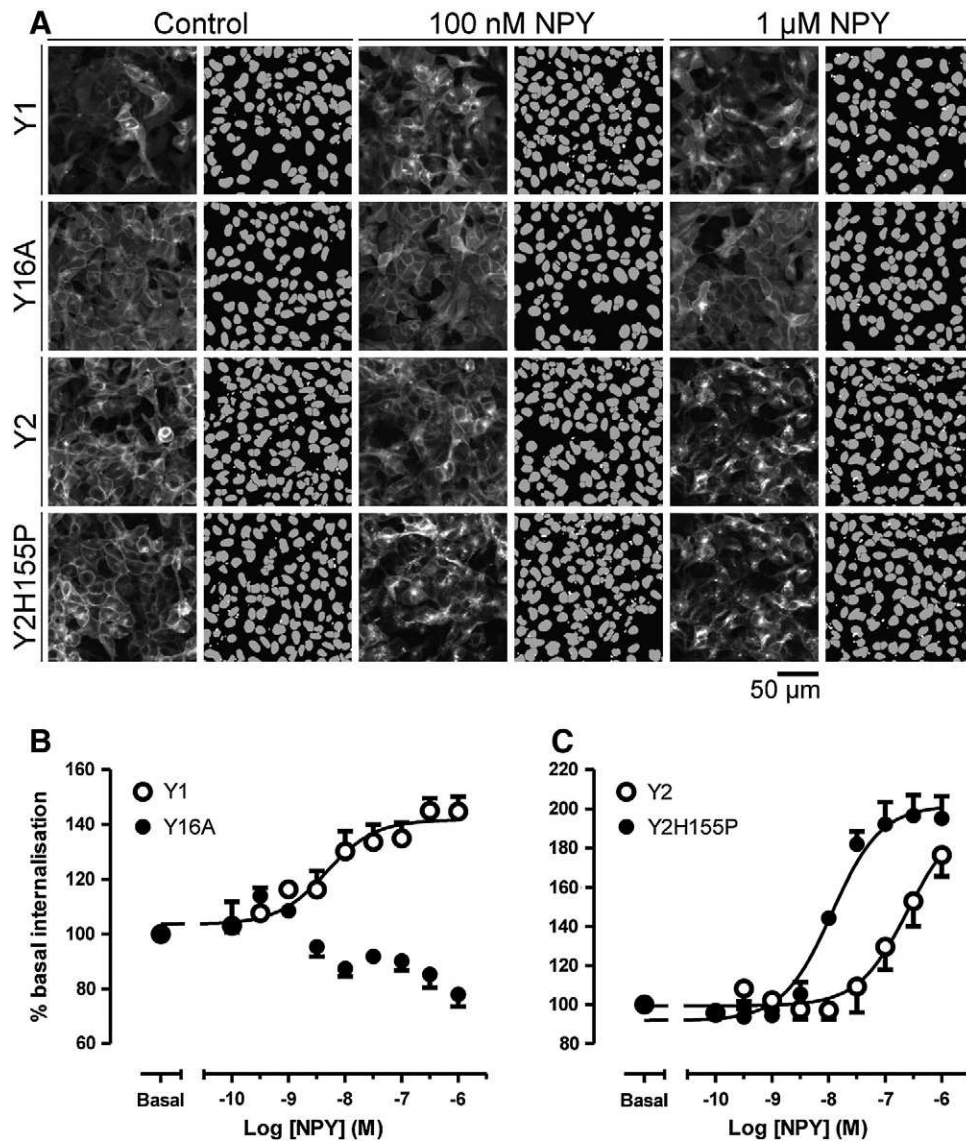 A Control 100 nM NPY 1 µM NPY
Y1
Y16A
Y2
Y2H155P
50 µm
B
% basal internalisation
160
140
120
100
80
60
Y1
Y16A
Basal -10 -9 -8 -7 -6
Log [NPY] (M)
C
220
200
180
160
140
120
100
80
Y2
Y2H155P
Basal -10 -9 -8 -7 -6
Log [NPY] (M)